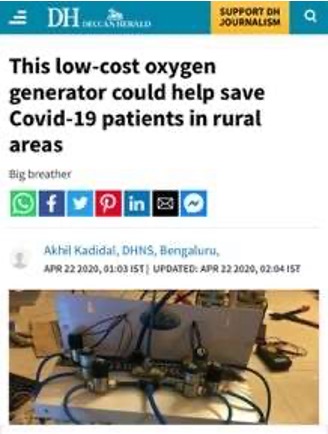 DH DECCAN HERALD
SUPPORT DH
JOURNALISM
This low-cost oxygen
generator could help save
Covid-19 patients in rural
areas
Big breather
Akhil Kadidal, DHNS, Bengaluru,
APR 22 2020, 01:03 IST | UPDATED: APR 22 2020, 02:04 IST